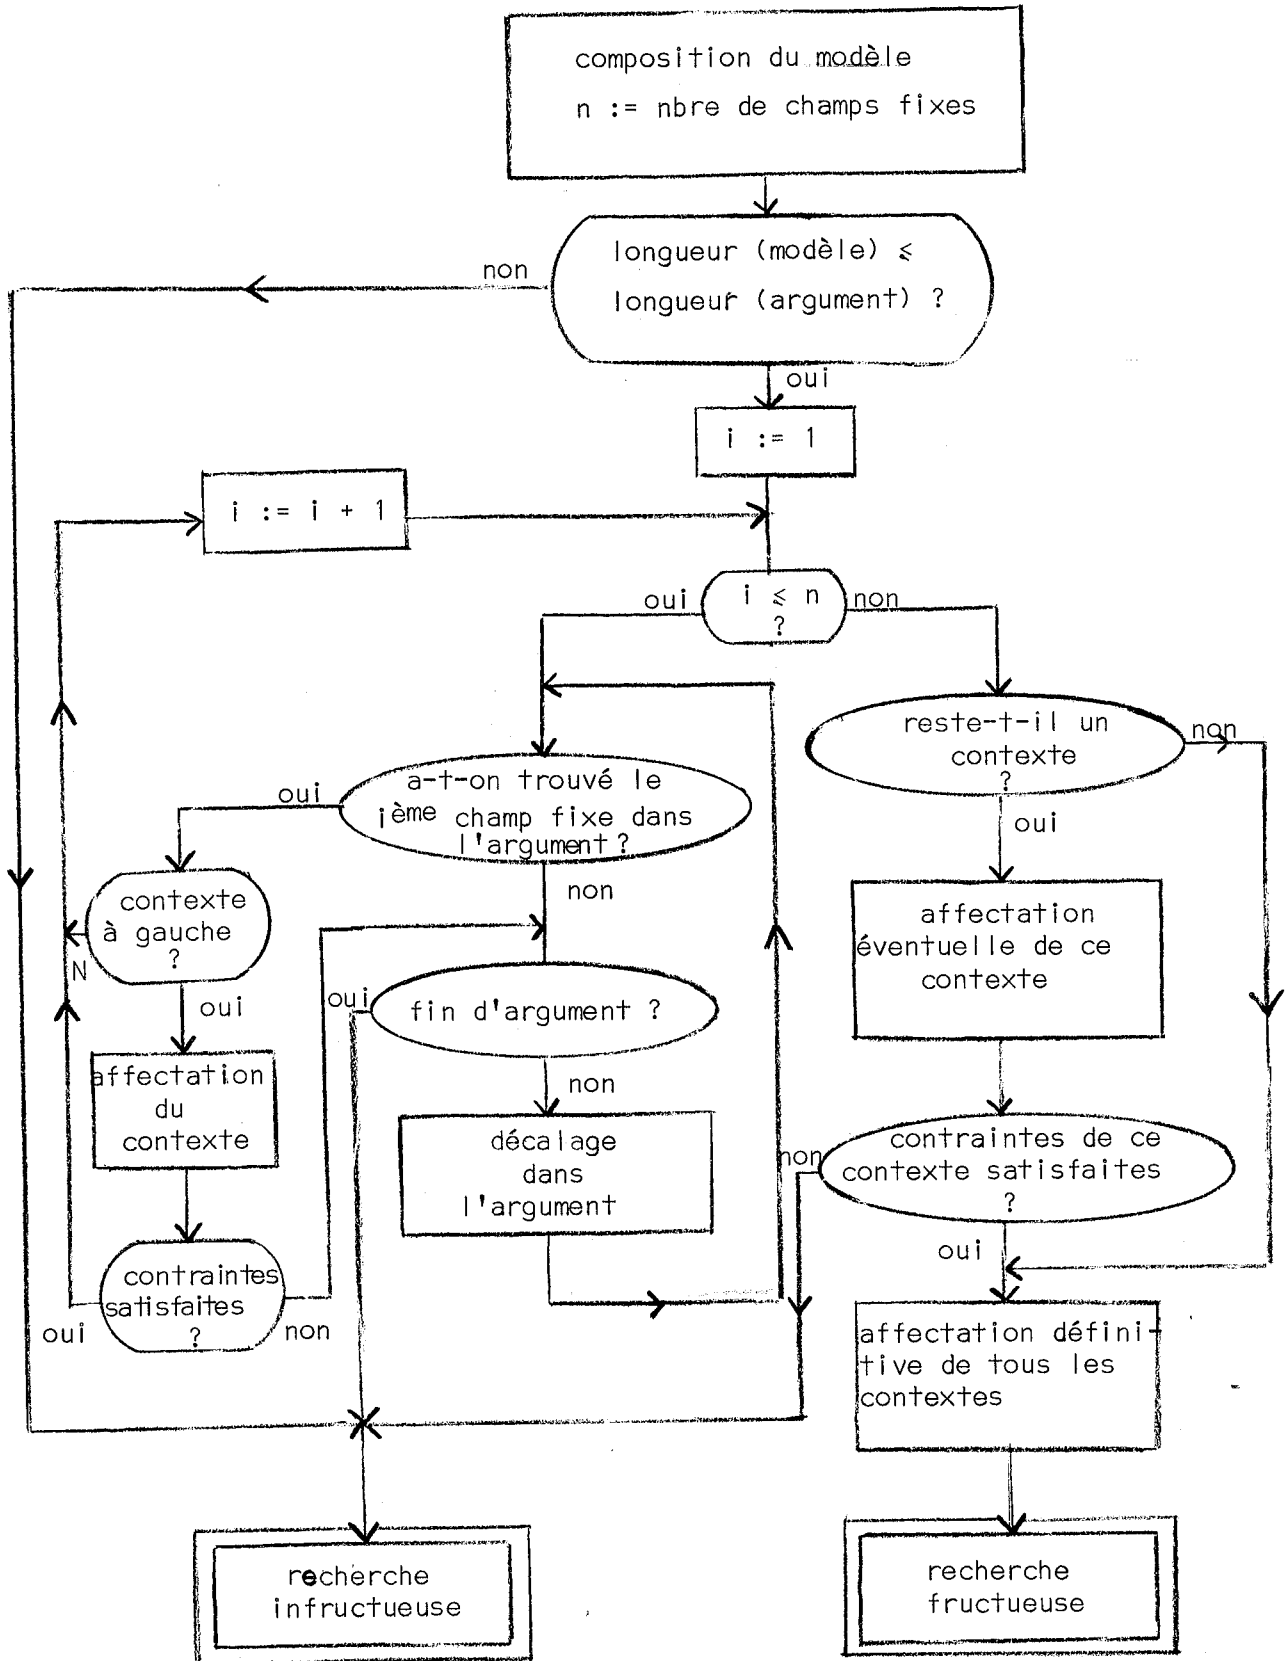 composition du modèle
n := nbre de champs fixes
longueur (modèle) ⩽
longueur (argument) ?
non
oui
i := 1
i := i + 1
i ⩽ n
?
oui
non
reste-t-il un
contexte
?
non
oui
a-t-on trouvé le
ième champ fixe dans
l'argument ?
oui
non
contexte
à gauche
?
N
oui
affectation
éventuelle de ce
contexte
fin d'argument ?
oui
non
affectation
du
contexte
décalage
dans
l'argument
contraintes de ce
contexte satisfaites
?
non
oui
contraintes
satisfaites
?
oui
non
affectation défini-
tive de tous les
contextes
recherche
infructueuse
recherche
fructueuse